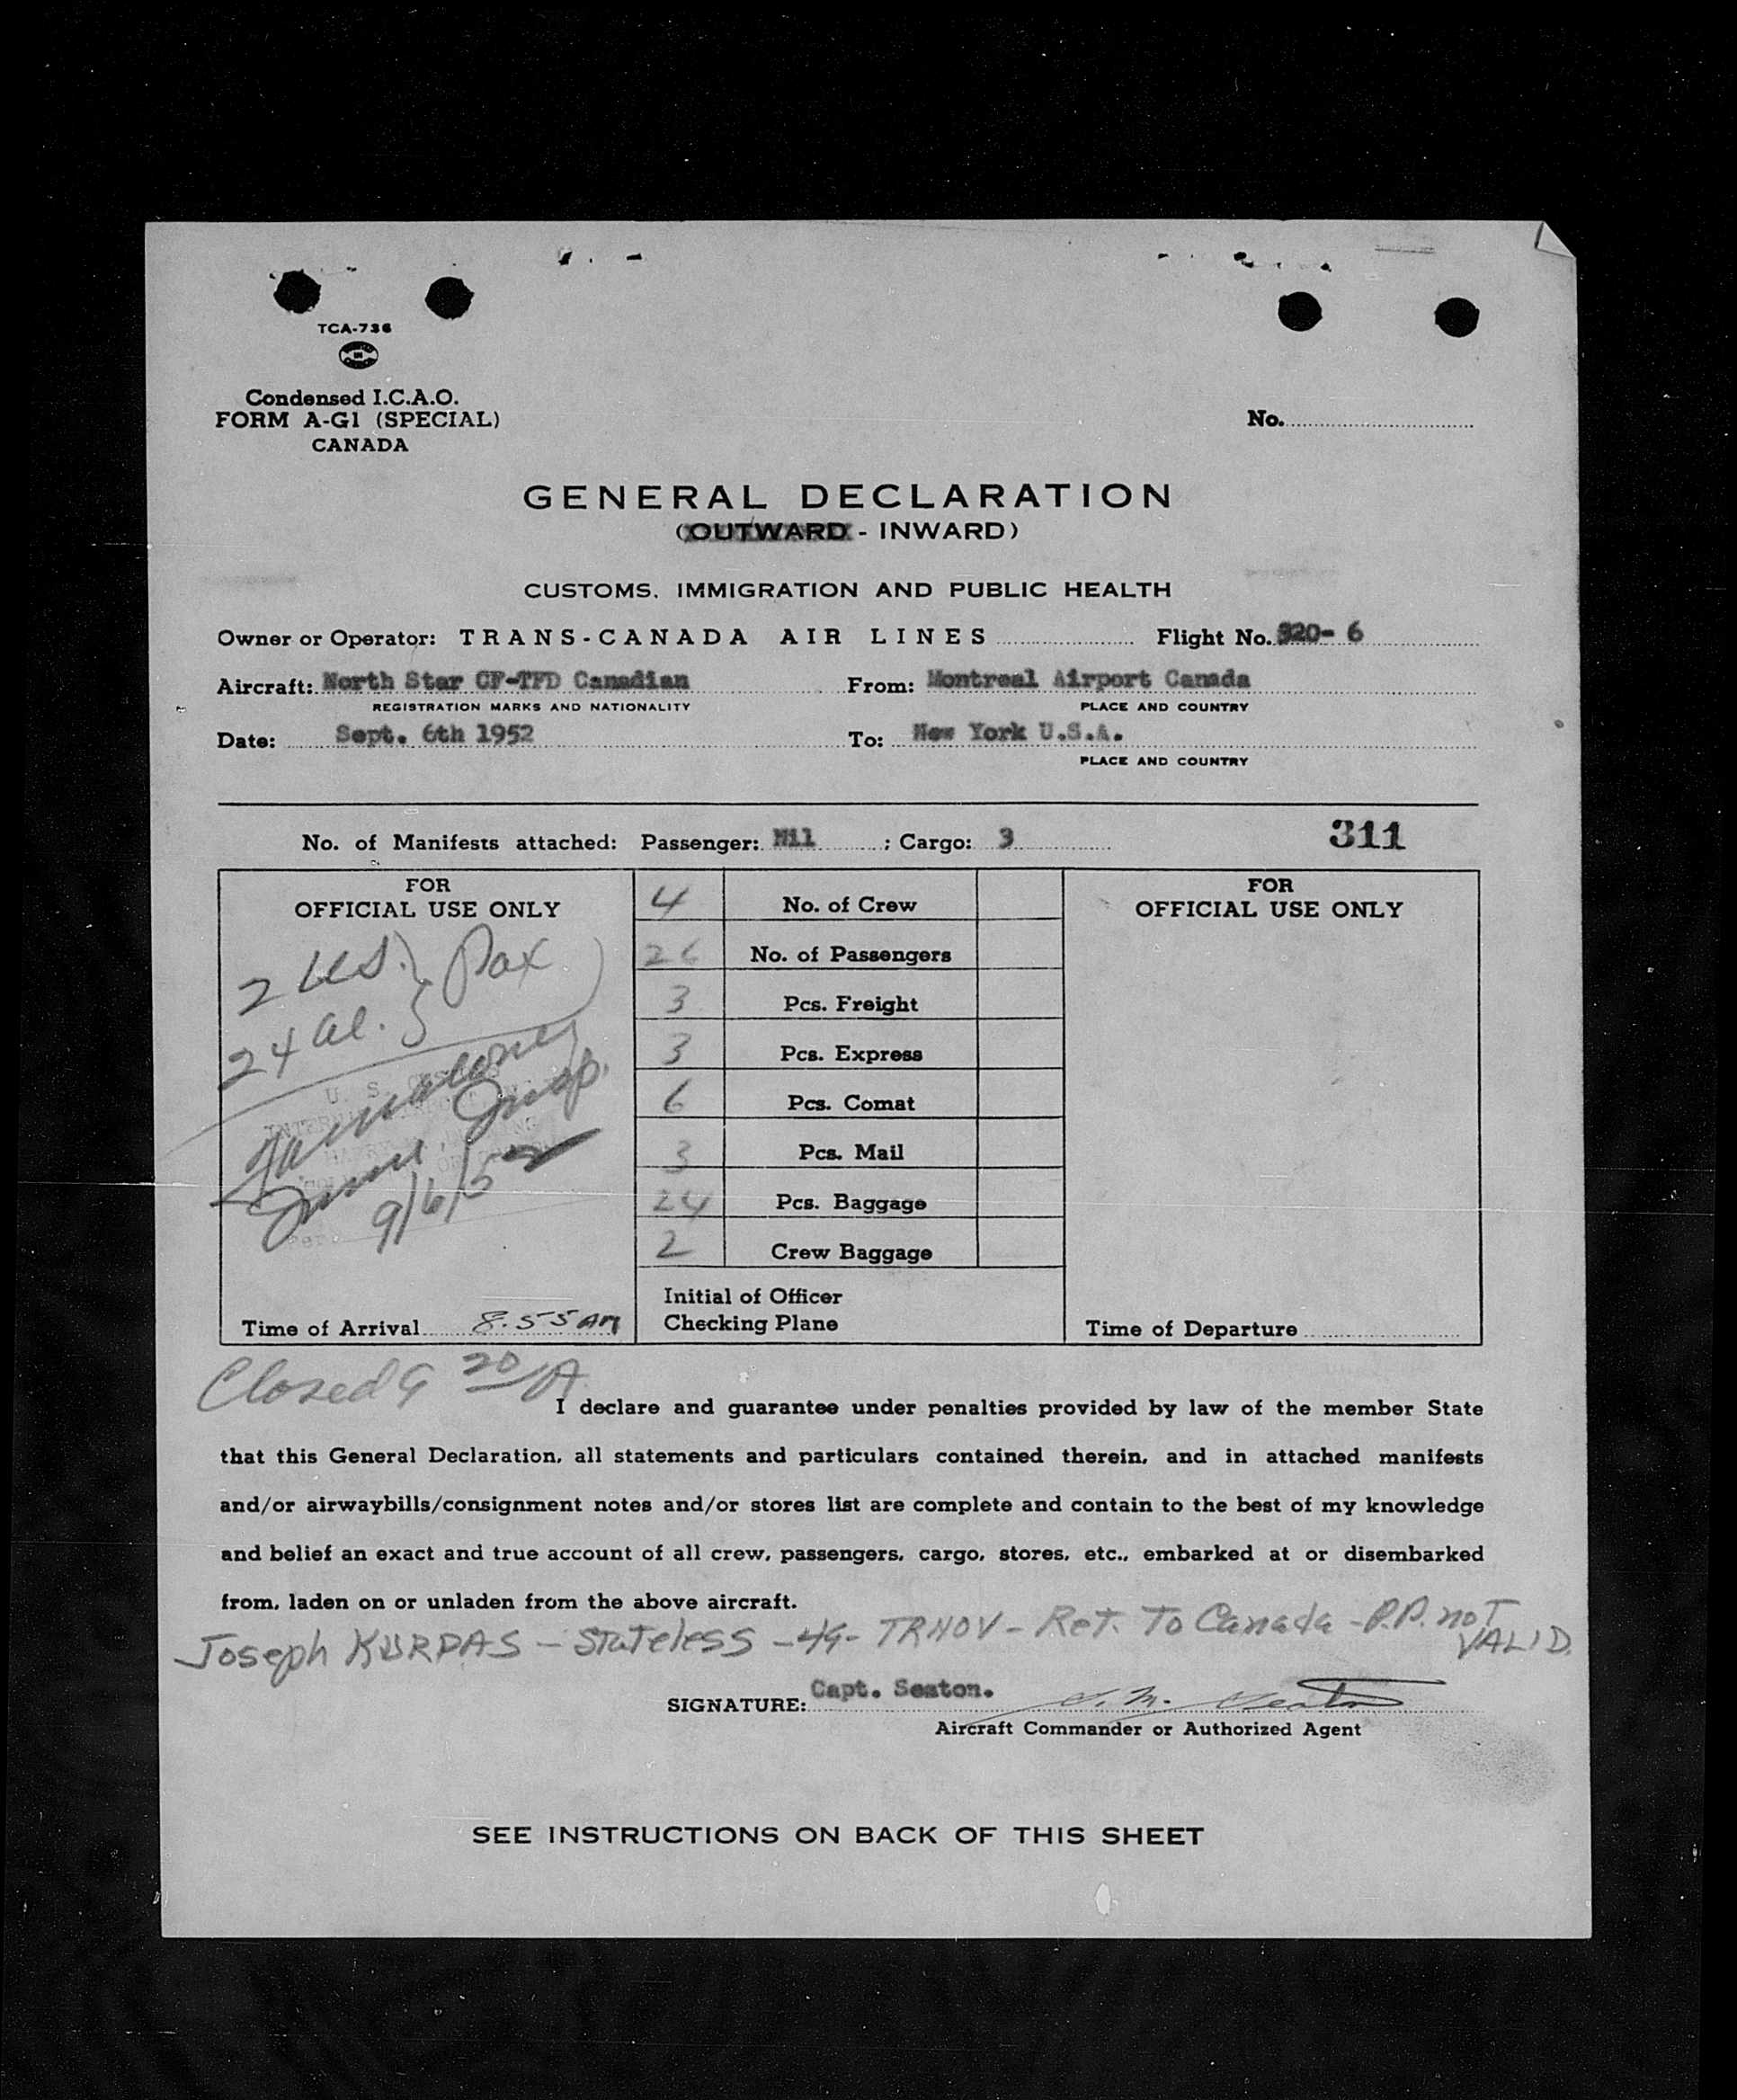 TCA-736
Condensed I.C.A.O.
FORM A-G1 (SPECIAL)
CANADA
No.
GENERAL DECLARATION
(OUTWARD - INWARD)
CUSTOMS, IMMIGRATION AND PUBLIC HEALTH
Owner or Operator: TRANS-CANADA AIR LINES Flight No. 320- 6
Aircraft: North Star CF-TFD Canadian From: Montreal Airport Canada
REGISTRATION MARKS AND NATIONALITY PLACE AND COUNTRY
Date: Sept. 6th 1952 To: New York U.S.A.
PLACE AND COUNTRY
No. of Manifests attached: Passenger: Nil ; Cargo: 3 311
FOR
OFFICIAL USE ONLY
2 US. } Pax
24 al.
Insp.
9/6/52
Time of Arrival 8.55 AM
4 No. of Crew
26 No. of Passengers
3 Pcs. Freight
3 Pcs. Express
6 Pcs. Comat
3 Pcs. Mail
24 Pcs. Baggage
2 Crew Baggage
Initial of Officer
Checking Plane
FOR
OFFICIAL USE ONLY
Time of Departure
Closed 9 20/A
I declare and guarantee under penalties provided by law of the member State
that this General Declaration, all statements and particulars contained therein, and in attached manifests
and/or airwaybills/consignment notes and/or stores list are complete and contain to the best of my knowledge
and belief an exact and true account of all crew, passengers, cargo, stores, etc., embarked at or disembarked
from, laden on or unladen from the above aircraft.
Joseph KURPAS - Stateless - 49- TRNOV - Ret. To Canada - P.P. not
VALID.
SIGNATURE: Capt. Seaton.
Aircraft Commander or Authorized Agent
SEE INSTRUCTIONS ON BACK OF THIS SHEET